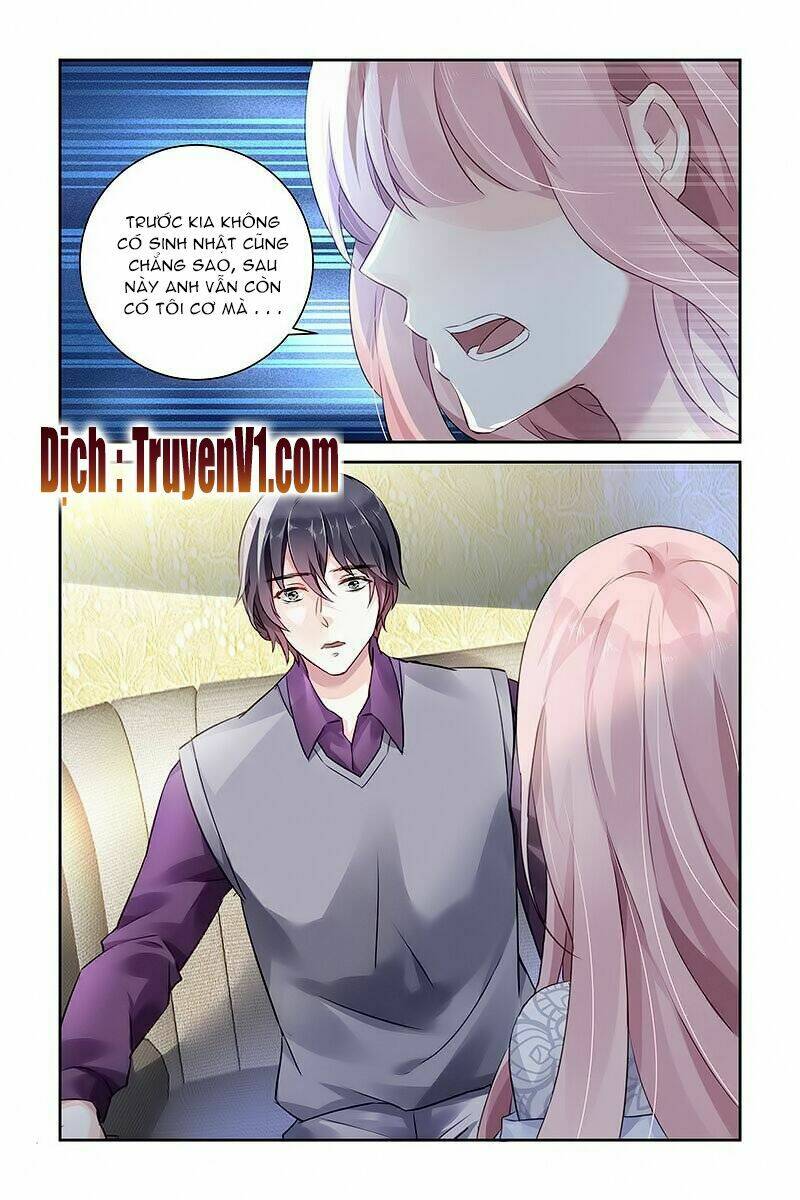 TRƯỚC KIA KHÔNG
CÓ SINH NHẬT CŨNG
CHẲNG SAO, SAU
NÀY ANH VẪN CÒN
CÓ TÔI CƠ MÀ . . .
Dịch : TruyenV1.com